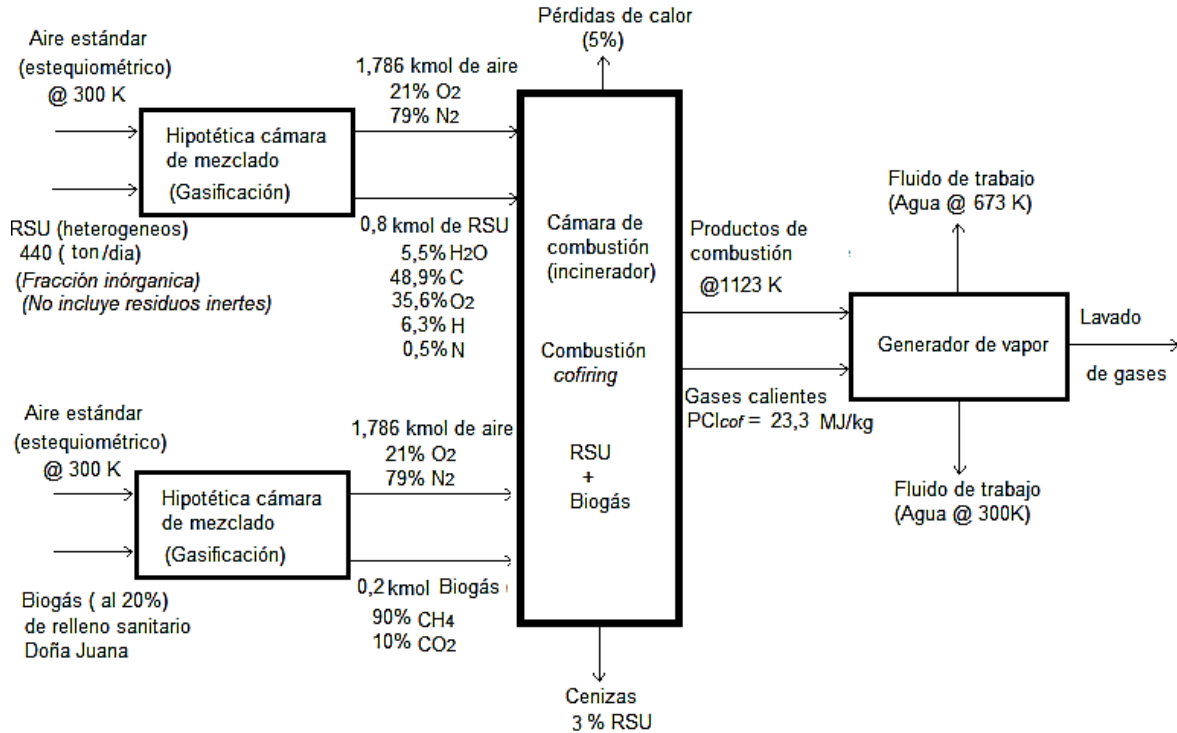 Pérdidas de calor
(5%)
Aire estándar
(estequiométrico)
@ 300 K
1,786 kmol de aire
21% O2
79% N2
Hipotética cámara
de mezclado
(Gasificación)
RSU (heterogeneos)
440 ( ton/dia)
(Fracción inórganica)
(No incluye residuos inertes)
0,8 kmol de RSU
5,5% H2O
48,9% C
35,6% O2
6,3% H
0,5% N
Cámara de
combustión
(incinerador)
Combustión
cofiring
RSU
+
Biogás
Productos de
combustión
@1123 K
Gases calientes
PCIcof = 23,3 MJ/kg
Fluido de trabajo
(Agua @ 673 K)
Generador de vapor
Lavado
de gases
Fluido de trabajo
(Agua @ 300K)
Aire estándar
(estequiométrico)
@ 300 K
1,786 kmol de aire
21% O2
79% N2
Hipotética cámara
de mezclado
(Gasificación)
Biogás ( al 20%)
de relleno sanitario
Doña Juana
0,2 kmol Biogás
90% CH4
10% CO2
Cenizas
3 % RSU